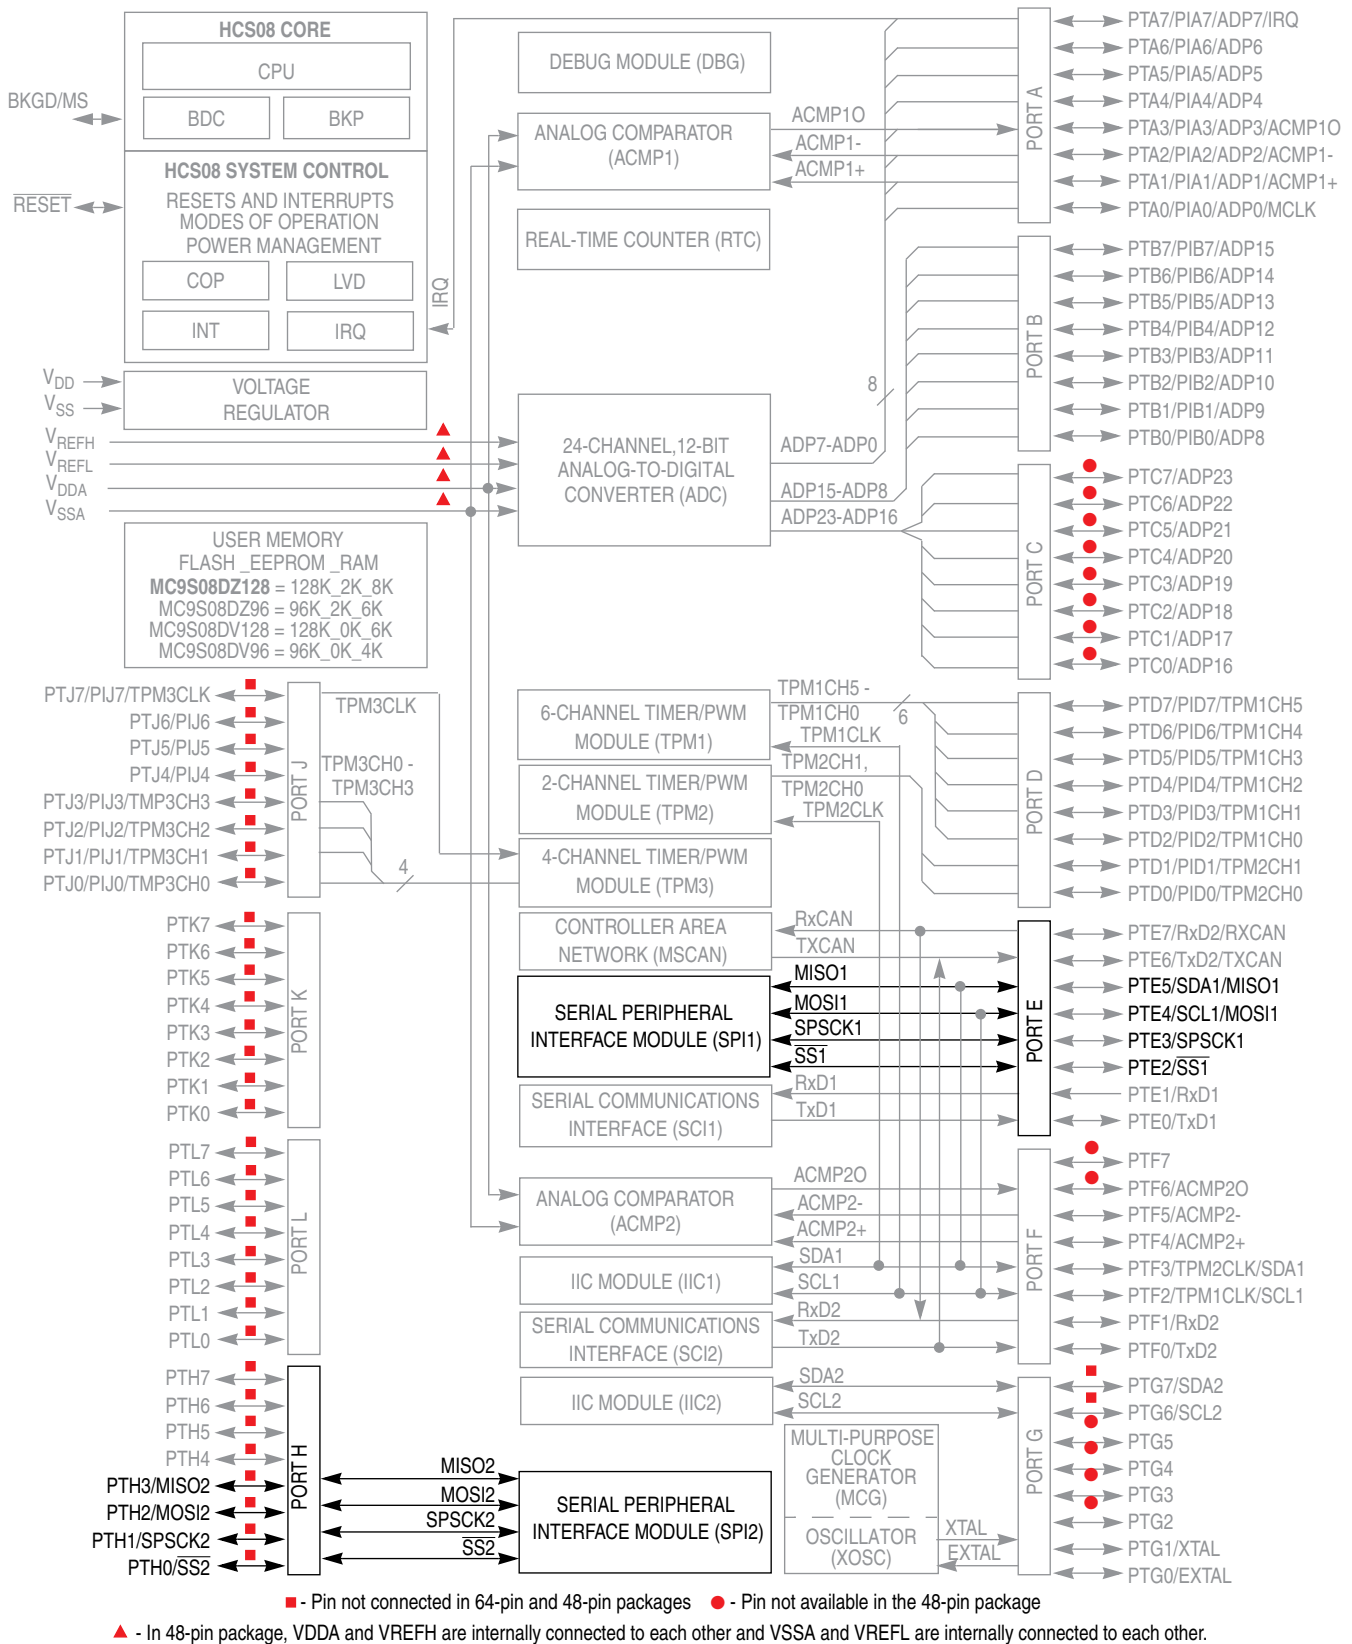 HCS08 CORE
CPU
BDC
BKP
BKGD/MS
HCS08 SYSTEM CONTROL
RESETS AND INTERRUPTS
MODES OF OPERATION
POWER MANAGEMENT
COP
LVD
INT
IRQ
RESET
IRQ
VDD
VSS
VOLTAGE
REGULATOR
VREFH
VREFL
VDDA
VSSA
USER MEMORY
FLASH _EEPROM _RAM
MC9S08DZ128 = 128K_2K_8K
MC9S08DZ96 = 96K_2K_6K
MC9S08DV128 = 128K_0K_6K
MC9S08DV96 = 96K_0K_4K
PTJ7/PIJ7/TPM3CLK
PTJ6/PIJ6
PTJ5/PIJ5
PTJ4/PIJ4
PTJ3/PIJ3/TMP3CH3
PTJ2/PIJ2/TPM3CH2
PTJ1/PIJ1/TPM3CH1
PTJ0/PIJ0/TMP3CH0
PORT J
TPM3CLK
TPM3CH0 -
TPM3CH3
4
PTK7
PTK6
PTK5
PTK4
PTK3
PTK2
PTK1
PTK0
PORT K
PTL7
PTL6
PTL5
PTL4
PTL3
PTL2
PTL1
PTL0
PORT L
PTH7
PTH6
PTH5
PTH4
PTH3/MISO2
PTH2/MOSI2
PTH1/SPSCK2
PTH0/SS2
PORT H
MISO2
MOSI2
SPSCK2
SS2
DEBUG MODULE (DBG)
ANALOG COMPARATOR
(ACMP1)
ACMP1O
ACMP1-
ACMP1+
REAL-TIME COUNTER (RTC)
24-CHANNEL,12-BIT
ANALOG-TO-DIGITAL
CONVERTER (ADC)
8
ADP7-ADP0
ADP15-ADP8
ADP23-ADP16
6-CHANNEL TIMER/PWM
MODULE (TPM1)
TPM1CH5 -
TPM1CH0
6
TPM1CLK
2-CHANNEL TIMER/PWM
MODULE (TPM2)
TPM2CH1,
TPM2CH0
TPM2CLK
4-CHANNEL TIMER/PWM
MODULE (TPM3)
CONTROLLER AREA
NETWORK (MSCAN)
RxCAN
TXCAN
SERIAL PERIPHERAL
INTERFACE MODULE (SPI1)
MISO1
MOSI1
SPSCK1
SS1
SERIAL COMMUNICATIONS
INTERFACE (SCI1)
RxD1
TxD1
ANALOG COMPARATOR
(ACMP2)
ACMP2O
ACMP2-
ACMP2+
IIC MODULE (IIC1)
SDA1
SCL1
SERIAL COMMUNICATIONS
INTERFACE (SCI2)
RxD2
TxD2
IIC MODULE (IIC2)
SDA2
SCL2
MULTI-PURPOSE
CLOCK
GENERATOR
(MCG)
OSCILLATOR
(XOSC)
XTAL
EXTAL
SERIAL PERIPHERAL
INTERFACE MODULE (SPI2)
PORT A
PTA7/PIA7/ADP7/IRQ
PTA6/PIA6/ADP6
PTA5/PIA5/ADP5
PTA4/PIA4/ADP4
PTA3/PIA3/ADP3/ACMP1O
PTA2/PIA2/ADP2/ACMP1-
PTA1/PIA1/ADP1/ACMP1+
PTA0/PIA0/ADP0/MCLK
PORT B
PTB7/PIB7/ADP15
PTB6/PIB6/ADP14
PTB5/PIB5/ADP13
PTB4/PIB4/ADP12
PTB3/PIB3/ADP11
PTB2/PIB2/ADP10
PTB1/PIB1/ADP9
PTB0/PIB0/ADP8
PORT C
PTC7/ADP23
PTC6/ADP22
PTC5/ADP21
PTC4/ADP20
PTC3/ADP19
PTC2/ADP18
PTC1/ADP17
PTC0/ADP16
PORT D
PTD7/PID7/TPM1CH5
PTD6/PID6/TPM1CH4
PTD5/PID5/TPM1CH3
PTD4/PID4/TPM1CH2
PTD3/PID3/TPM1CH1
PTD2/PID2/TPM1CH0
PTD1/PID1/TPM2CH1
PTD0/PID0/TPM2CH0
PORT E
PTE7/RxD2/RXCAN
PTE6/TxD2/TXCAN
PTE5/SDA1/MISO1
PTE4/SCL1/MOSI1
PTE3/SPSCK1
PTE2/SS1
PTE1/RxD1
PTE0/TxD1
PORT F
PTF7
PTF6/ACMP2O
PTF5/ACMP2-
PTF4/ACMP2+
PTF3/TPM2CLK/SDA1
PTF2/TPM1CLK/SCL1
PTF1/RxD2
PTF0/TxD2
PORT G
PTG7/SDA2
PTG6/SCL2
PTG5
PTG4
PTG3
PTG2
PTG1/XTAL
PTG0/EXTAL
- Pin not connected in 64-pin and 48-pin packages
- Pin not available in the 48-pin package
- In 48-pin package, VDDA and VREFH are internally connected to each other and VSSA and VREFL are internally connected to each other.